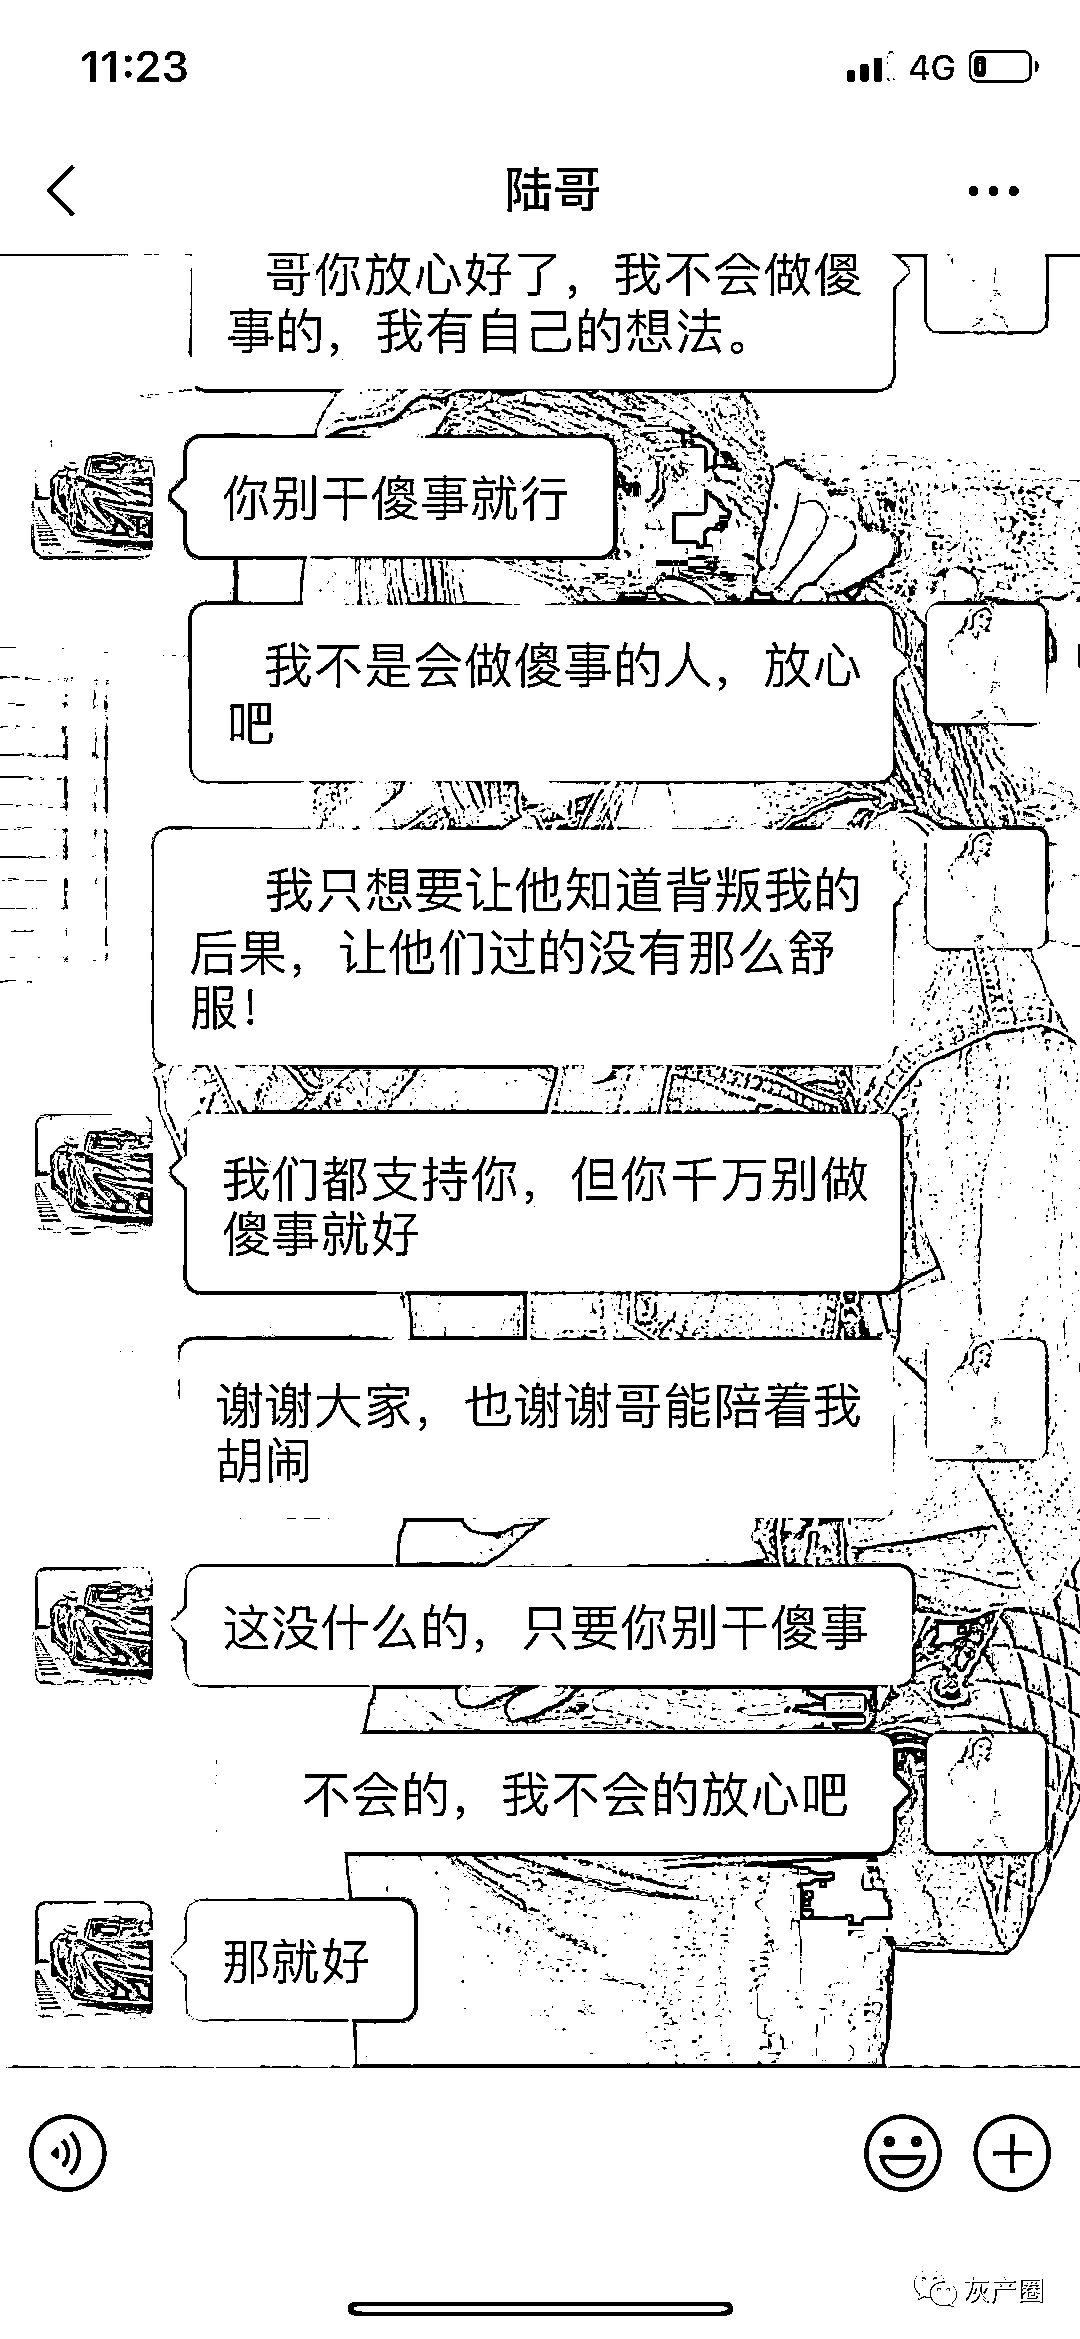 11:23
4G
陆哥
哥你放心好了，我不会做傻
事的，我有自己的想法。
你别干傻事就行
我不是会做傻事的人，放心
吧
我只想要让他知道背叛我的
后果，让他们过的没有那么舒
服！
我们都支持你，但你千万别做
傻事就好
谢谢大家，也谢谢哥能陪着我
胡闹
这没什么的，只要你别干傻事
不会的，我不会的放心吧
那就好
灰产圈